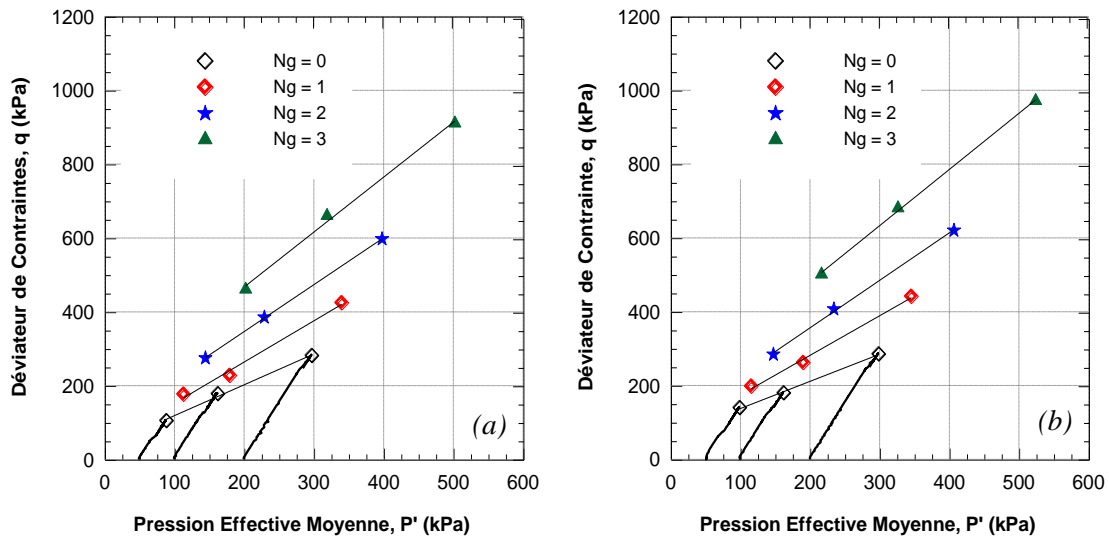 1200
1000
800
600
400
200
0
0 100 200 300 400 500 600
Déviateur de Contraintes, q (kPa)
Pression Effective Moyenne, P' (kPa)
Ng = 0
Ng = 1
Ng = 2
Ng = 3
(a)
1200
1000
800
600
400
200
0
0 100 200 300 400 500 600
Déviateur de Contrainte, q (kPa)
Pression Effective Moyenne, P' (kPa)
Ng = 0
Ng = 1
Ng = 2
Ng = 3
(b)